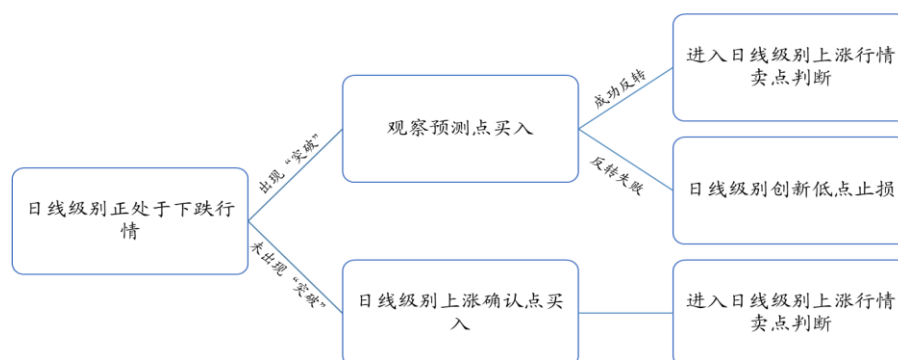 日线级别正处于下跌行
情
出现“突破”
未出现“突破”
观察预测点买入
日线级别上涨确认点买
入
成功反转
反转失败
进入日线级别上涨行情
卖点判断
日线级别创新低点止损
进入日线级别上涨行情
卖点判断